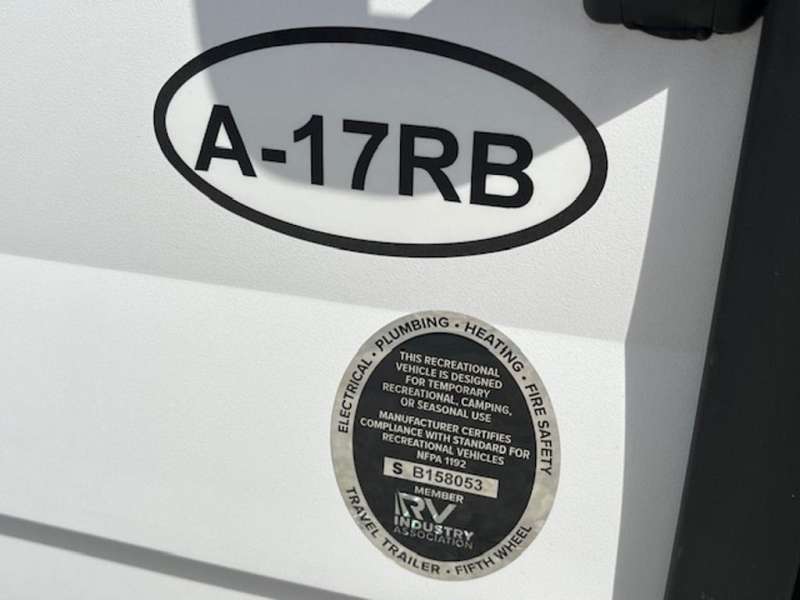 A-17RB
ELECTRICAL • PLUMBING • HEATING • FIRE SAFETY
THIS RECREATIONAL
VEHICLE IS DESIGNED
FOR TEMPORARY
RECREATIONAL, CAMPING,
OR SEASONAL USE
MANUFACTURER CERTIFIES
COMPLIANCE WITH STANDARD FOR
RECREATIONAL VEHICLES
NFPA 1192
S B158053
MEMBER
RV
INDUSTRY
ASSOCIATION
TRAVEL TRAILER • FIFTH WHEEL